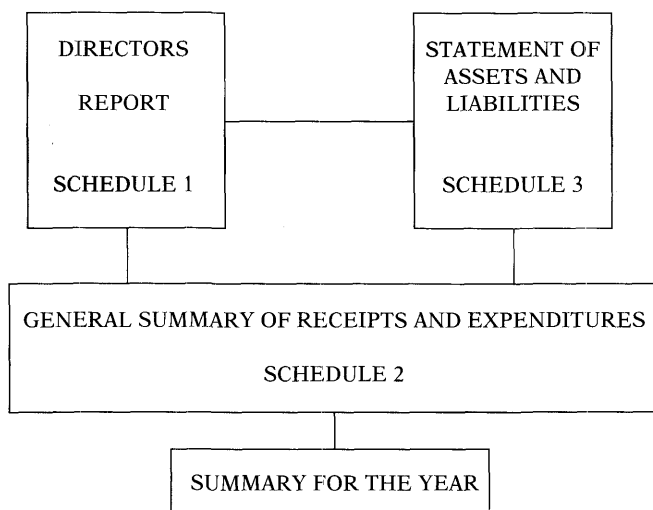 DIRECTORS
REPORT
SCHEDULE 1
STATEMENT OF
ASSETS AND
LIABILITIES
SCHEDULE 3
GENERAL SUMMARY OF RECEIPTS AND EXPENDITURES
SCHEDULE 2
SUMMARY FOR THE YEAR